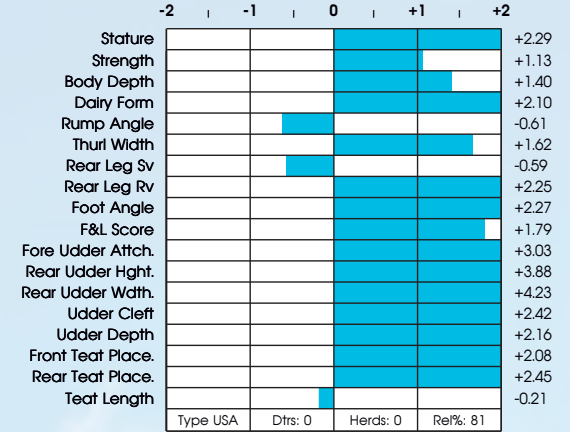 -2 -1 0 +1 +2
Stature +2.29
Strength +1.13
Body Depth +1.40
Dairy Form +2.10
Rump Angle -0.61
Thurl Width +1.62
Rear Leg Sv -0.59
Rear Leg Rv +2.25
Foot Angle +2.27
F&L Score +1.79
Fore Udder Attch. +3.03
Rear Udder Hght. +3.88
Rear Udder Wdth. +4.23
Udder Cleft +2.42
Udder Depth +2.16
Front Teat Place. +2.08
Rear Teat Place. +2.45
Teat Length -0.21
Type USA Dtrs: 0 Herds: 0 Rel%: 81